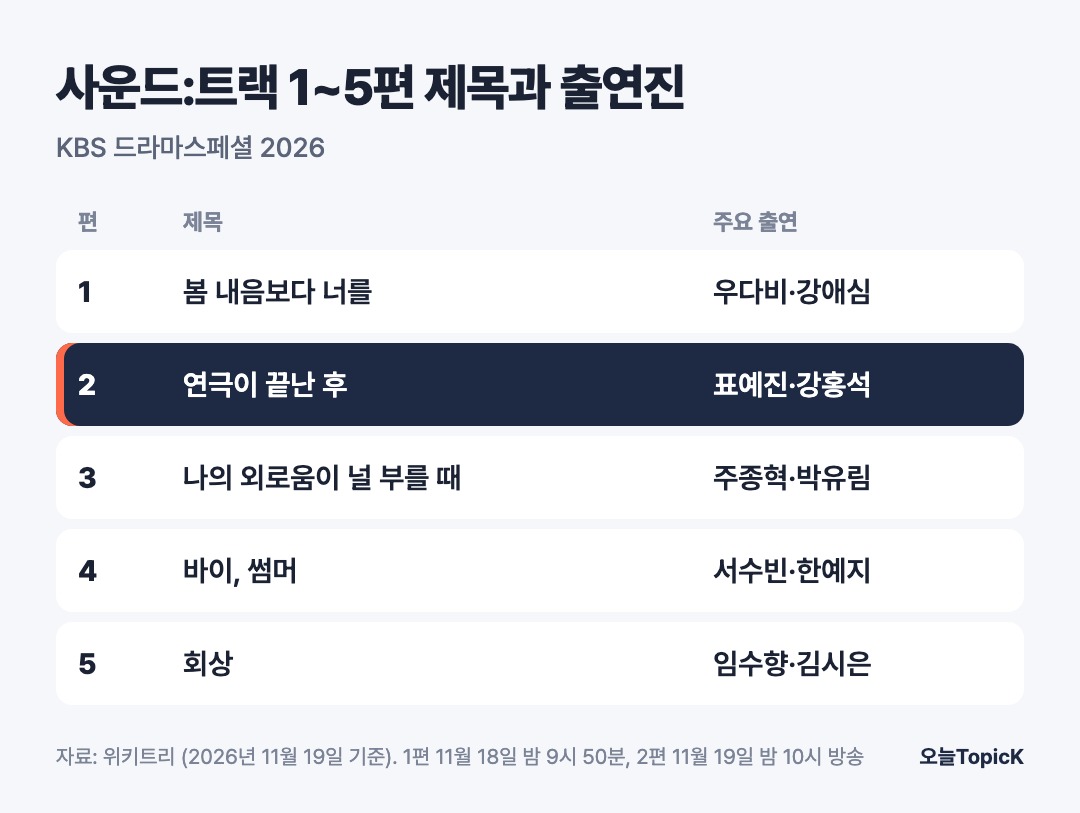 사운드:트랙 1~5편 제목과 출연진
KBS 드라마스페셜 2026
편 제목 주요 출연
1 봄 내음보다 너를 우다비·강애심
2 연극이 끝난 후 표예진·강홍석
3 나의 외로움이 널 부를 때 주종혁·박유림
4 바이, 썸머 서수빈·한예지
5 회상 임수향·김시은
자료: 위키트리 (2026년 11월 19일 기준). 1편 11월 18일 밤 9시 50분, 2편 11월 19일 밤 10시 방송 오늘TopicK